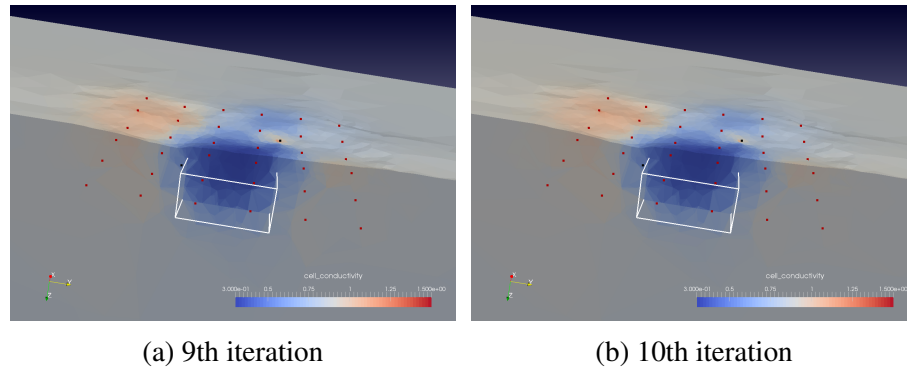 X
Y
Z
cell_conductivity
3.000e-01 0.5 0.75 1 1.25 1.500e+00
X
Y
Z
cell_conductivity
3.000e-01 0.5 0.75 1 1.25 1.500e+00
(a) 9th iteration
(b) 10th iteration